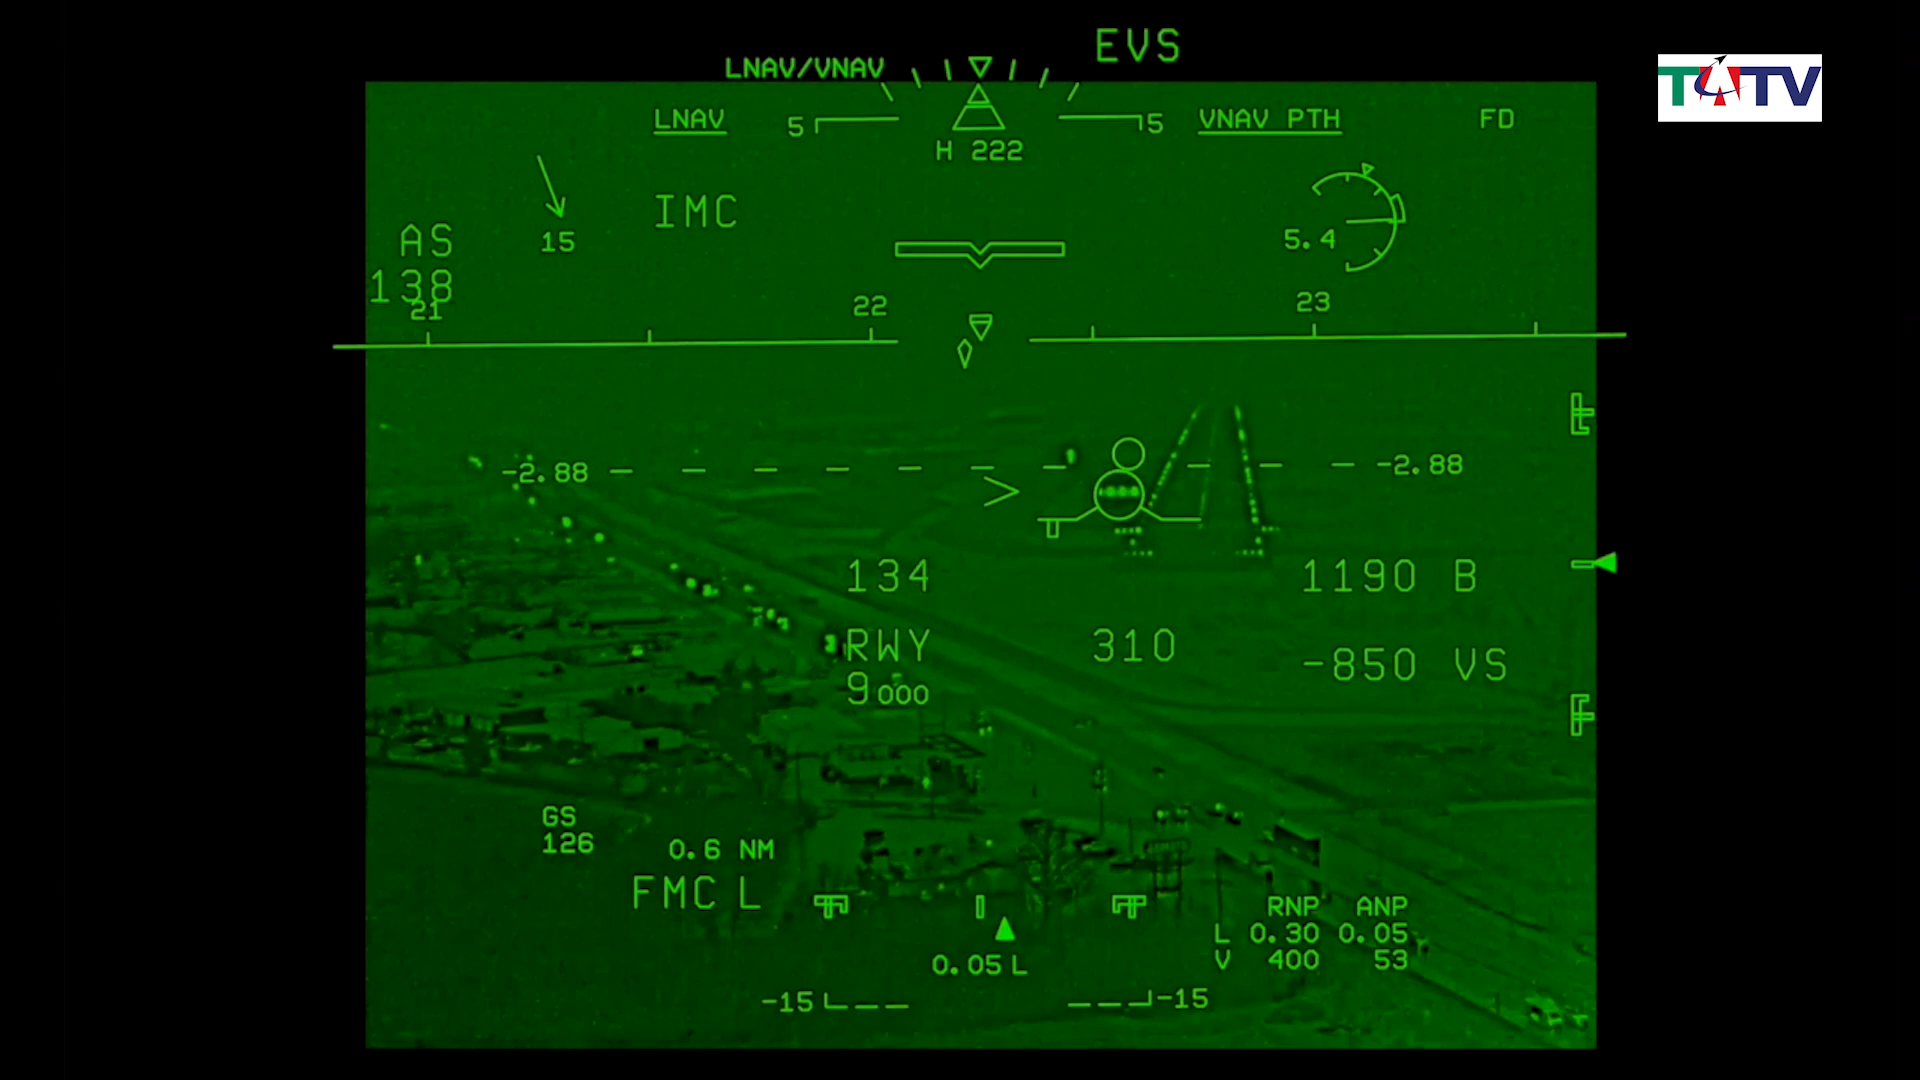 EVS
LNAV/VNAV
TATV
LNAV
5
5
VNAV PTH
FD
H 222
IMC
AS
138
15
5.4
21
22
23
-2.88
-2.88
134
1190 B
RWY
9000
310
-850 VS
GS
126
0.6 NM
FMC L
RNP ANP
L 0.30 0.05
V 400 53
0.05 L
-15
-15